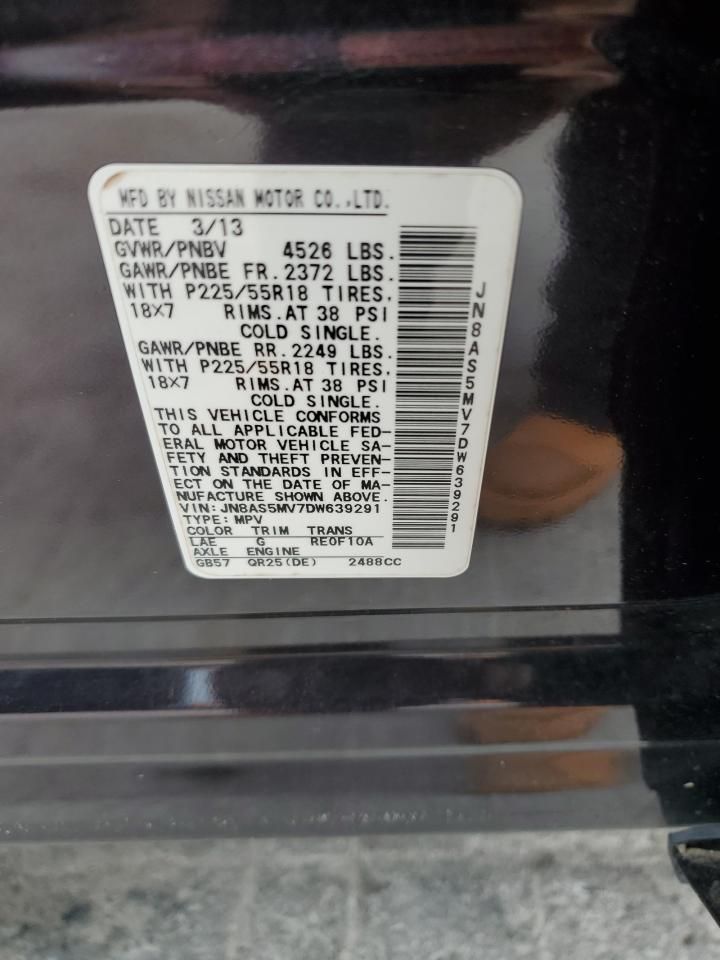 MFD BY NISSAN MOTOR CO.,LTD.
DATE 3/13
GVWR/PNBV 4526 LBS.
GAWR/PNBE FR.2372 LBS.
WITH P225/55R18 TIRES,
18X7 RIMS.AT 38 PSI
COLD SINGLE.
GAWR/PNBE RR.2249 LBS.
WITH P225/55R18 TIRES,
18X7 RIMS.AT 38 PSI
COLD SINGLE.
THIS VEHICLE CONFORMS
TO ALL APPLICABLE FED-
ERAL MOTOR VEHICLE SA-
FETY AND THEFT PREVEN-
TION STANDARDS IN EFF-
ECT ON THE DATE OF MA-
NUFACTURE SHOWN ABOVE.
VIN:JN8AS5MV7DW639291
TYPE:MPV
COLOR TRIM TRANS
LAE G RE0F10A
AXLE ENGINE
GB57 QR25(DE) 2488CC
JN8AS5MV7DW639291